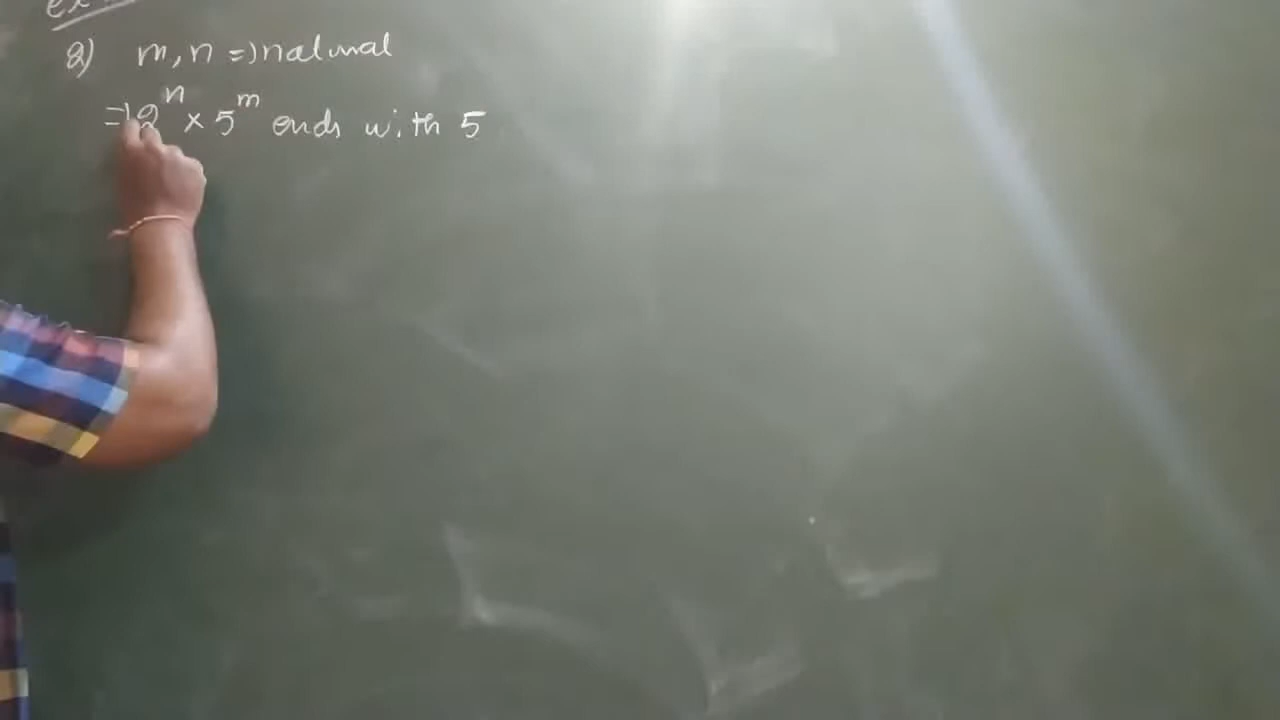 2) m, n => natural
=> 2^n × 5^m ends with 5